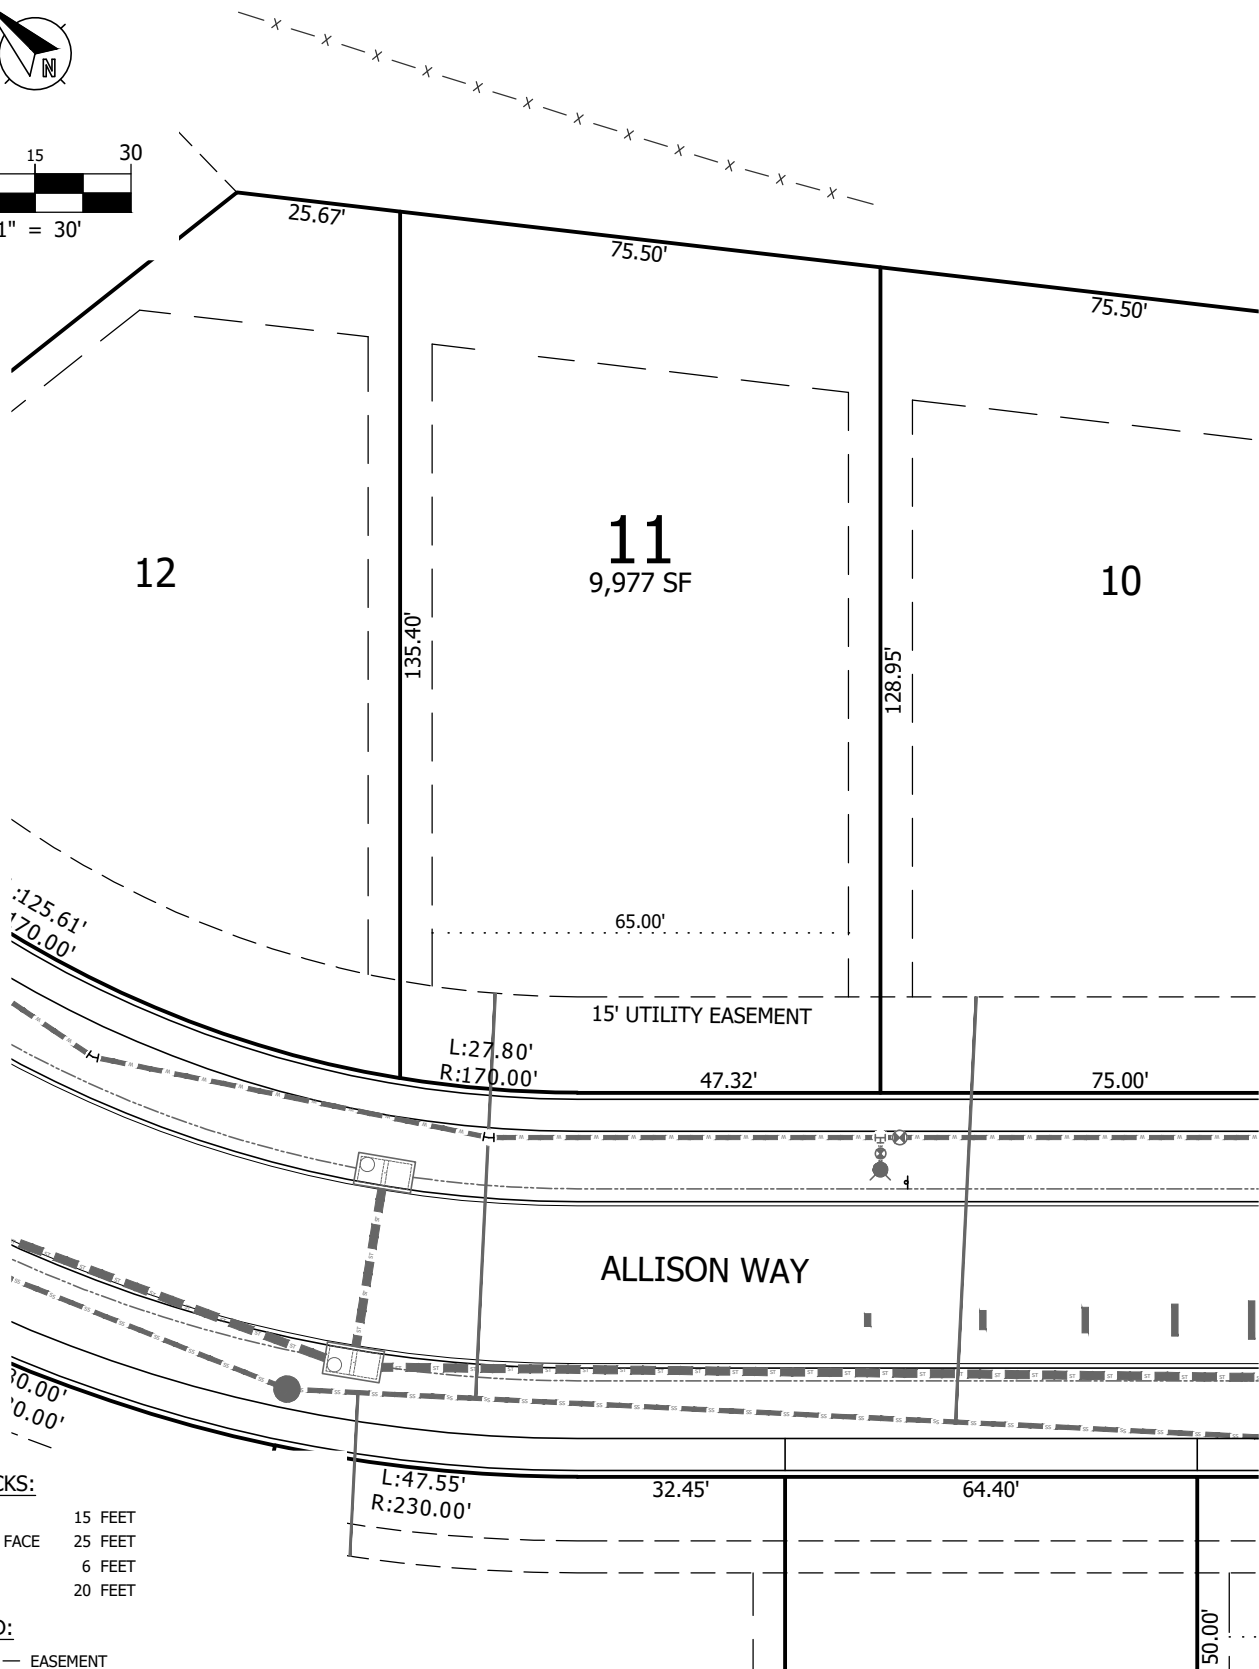 N
15 30
1" = 30'
25.67'
75.50'
75.50'
12
11
9,977 SF
10
135.40'
128.95'
:125.61'
170.00'
65.00'
15' UTILITY EASEMENT
L:27.80'
R:170.00'
47.32'
75.00'
ALLISON WAY
30.00'
0.00'
L:47.55'
R:230.00'
32.45'
64.40'
CKS:
15 FEET
FACE 25 FEET
6 FEET
20 FEET
D:
EASEMENT
50.00'